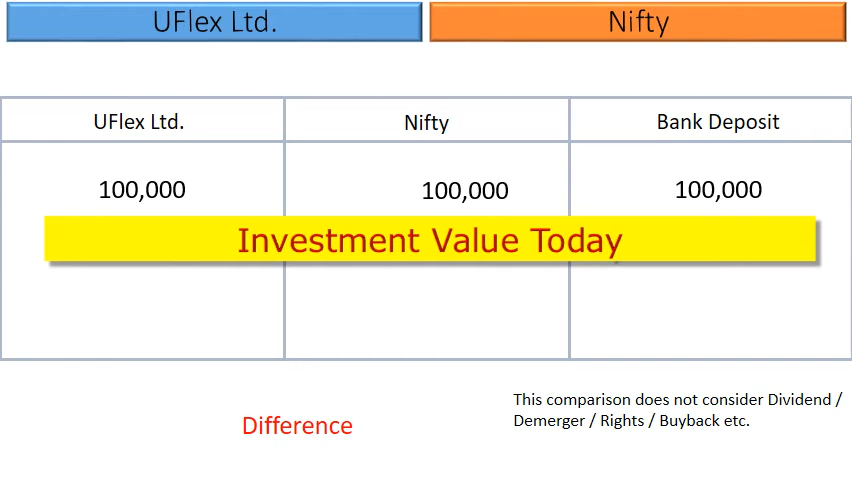 UFlex Ltd.
Nifty
UFlex Ltd.
Nifty
Bank Deposit
100,000
100,000
100,000
Investment Value Today
Difference
This comparison does not consider Dividend /
Demerger / Rights / Buyback etc.